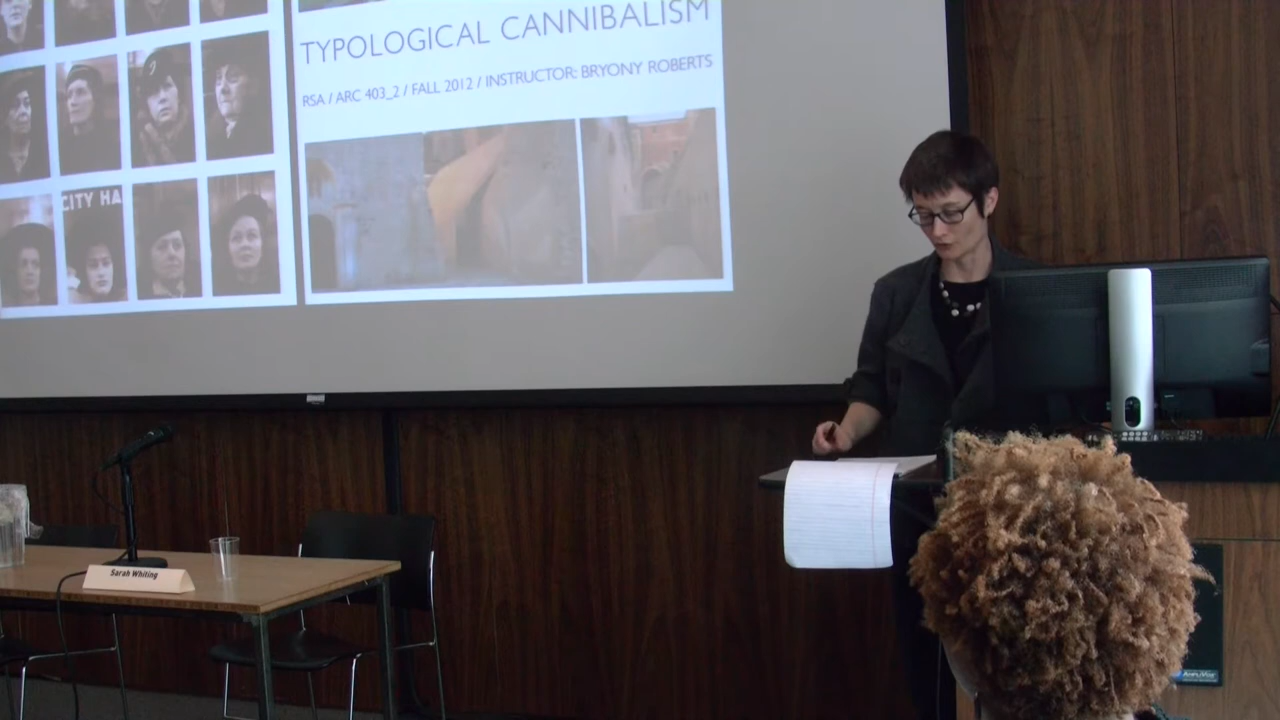 TYPOLOGICAL CANNIBALISM
RSA / ARC 403_2 / FALL 2012 / INSTRUCTOR: BRYONY ROBERTS
CITY HA
Sarah Whiting